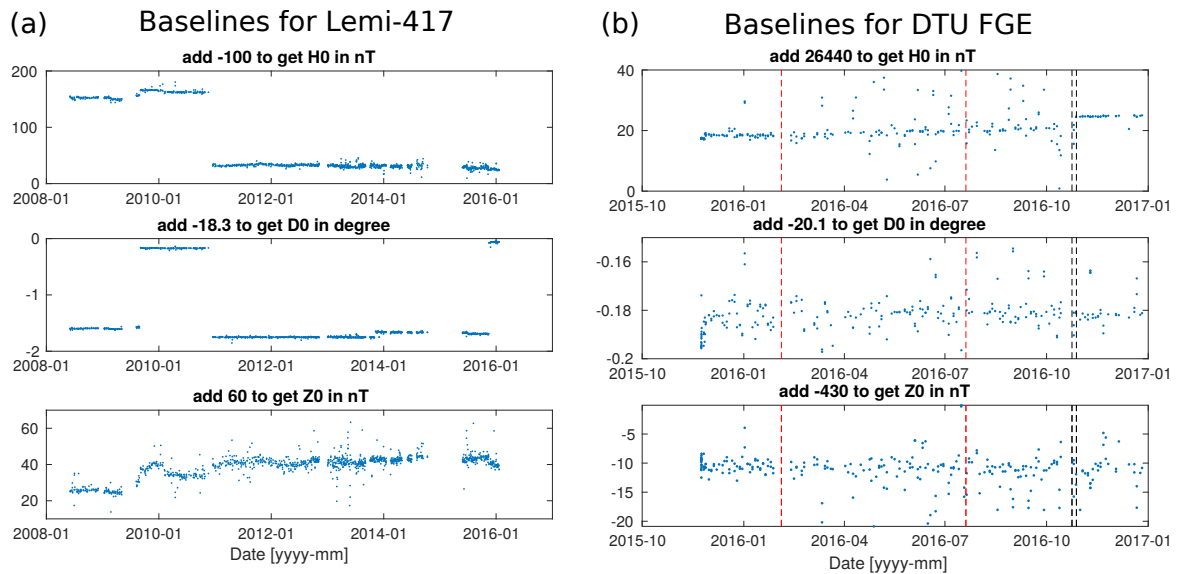 (a) Baselines for Lemi-417
add -100 to get H0 in nT
200
100
0
2008-01 2010-01 2012-01 2014-01 2016-01
add -18.3 to get D0 in degree
0
-1
-2
2008-01 2010-01 2012-01 2014-01 2016-01
add 60 to get Z0 in nT
60
40
20
2008-01 2010-01 2012-01 2014-01 2016-01
Date [yyyy-mm]
(b) Baselines for DTU FGE
add 26440 to get H0 in nT
40
20
0
2015-10 2016-01 2016-04 2016-07 2016-10 2017-01
add -20.1 to get D0 in degree
-0.16
-0.18
-0.2
2015-10 2016-01 2016-04 2016-07 2016-10 2017-01
add -430 to get Z0 in nT
-5
-10
-15
-20
2015-10 2016-01 2016-04 2016-07 2016-10 2017-01
Date [yyyy-mm]